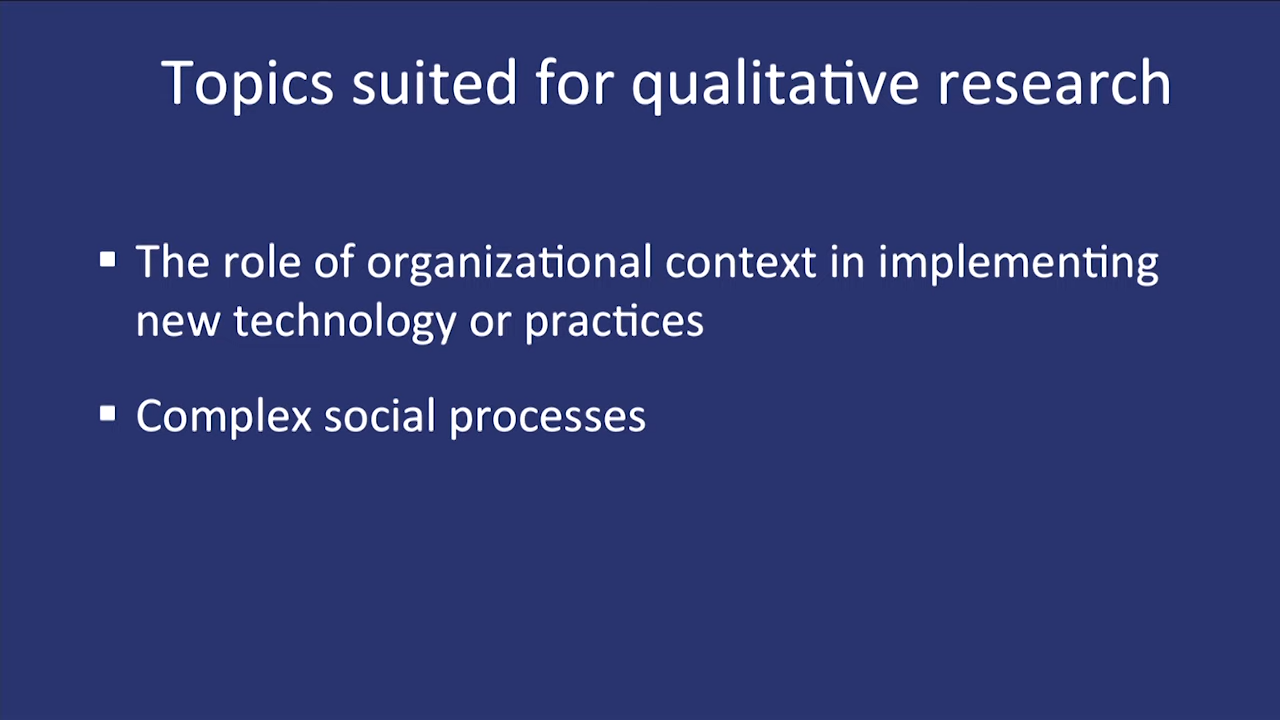 Topics suited for qualitative research
▪ The role of organizational context in implementing
new technology or practices
▪ Complex social processes